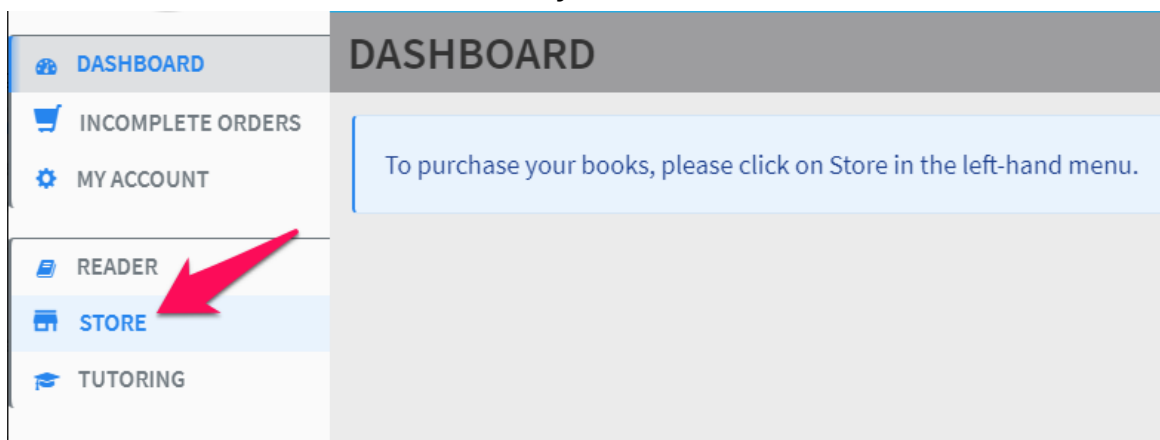 DASHBOARD
INCOMPLETE ORDERS
MY ACCOUNT
READER
STORE
TUTORING
DASHBOARD
To purchase your books, please click on Store in the left-hand menu.